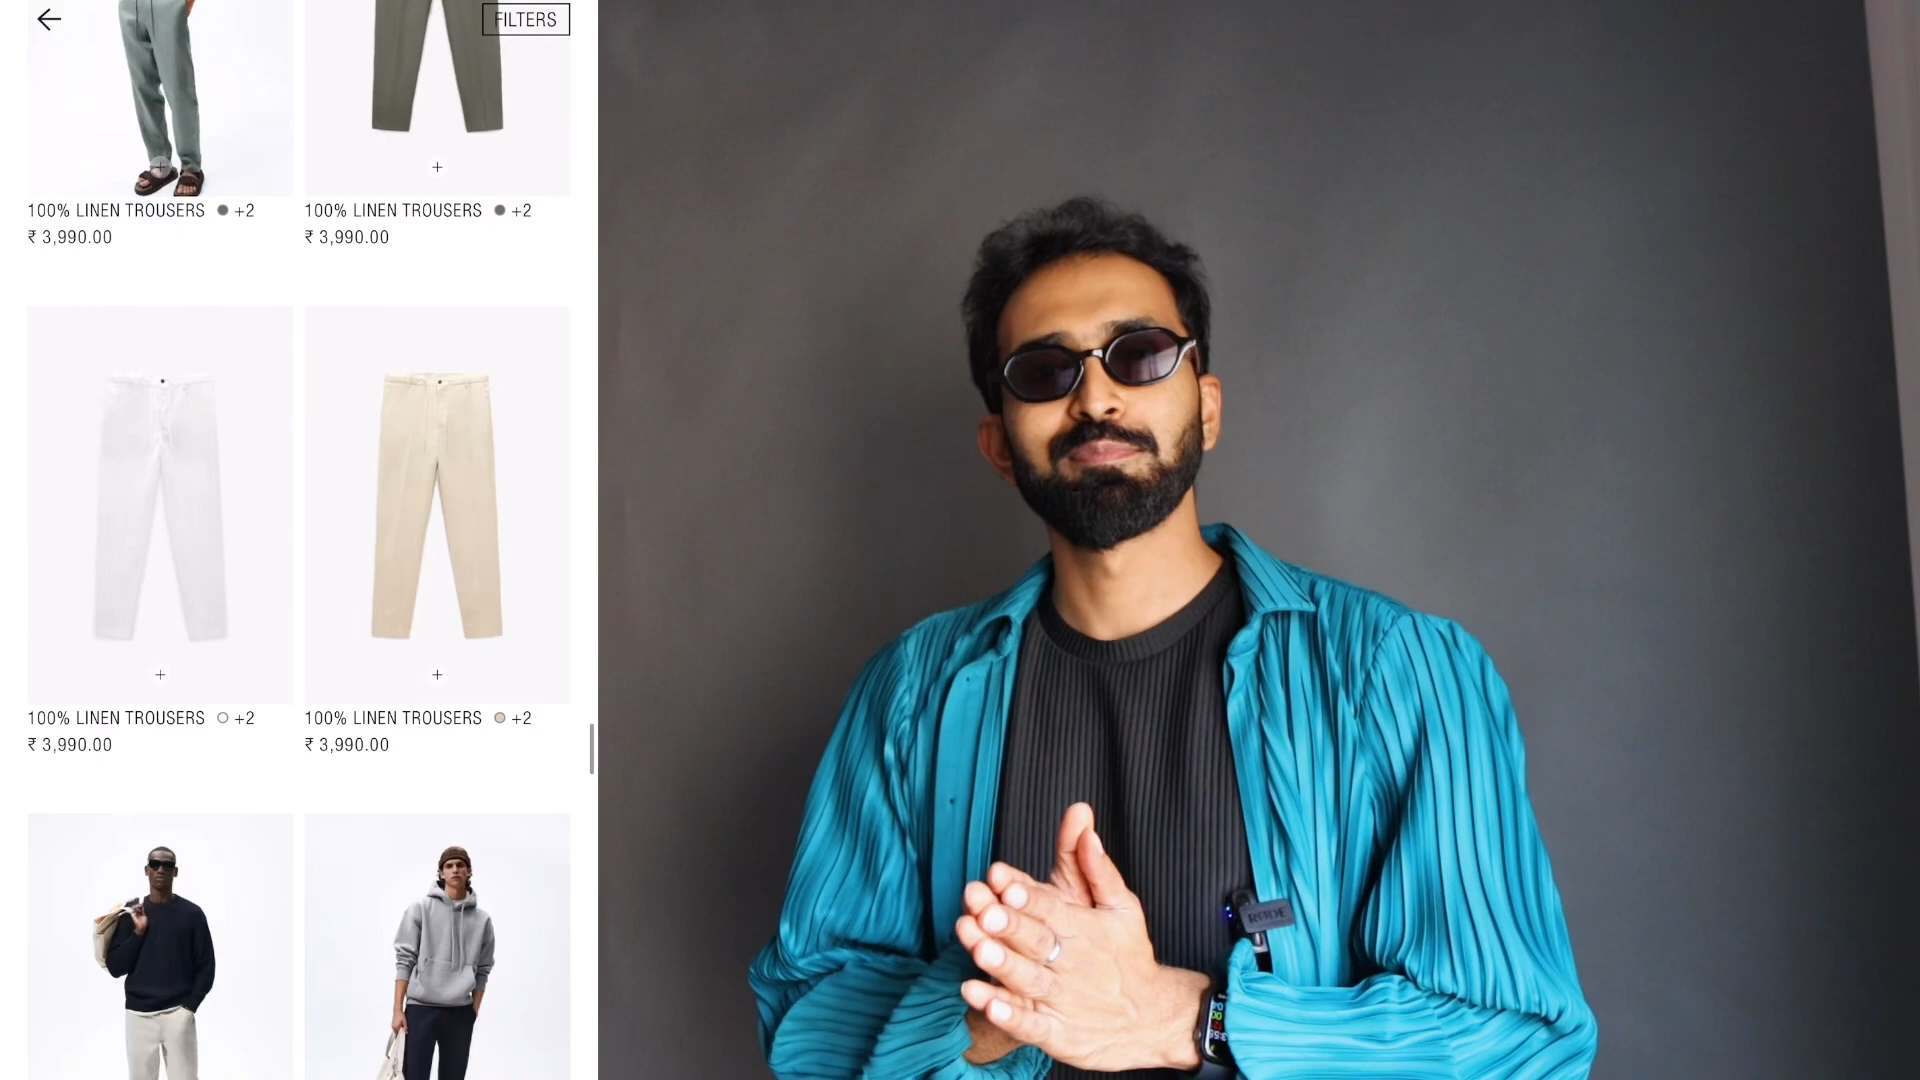 FILTERS
100% LINEN TROUSERS +2
₹ 3,990.00
100% LINEN TROUSERS +2
₹ 3,990.00
100% LINEN TROUSERS +2
₹ 3,990.00
100% LINEN TROUSERS +2
₹ 3,990.00
RØDE